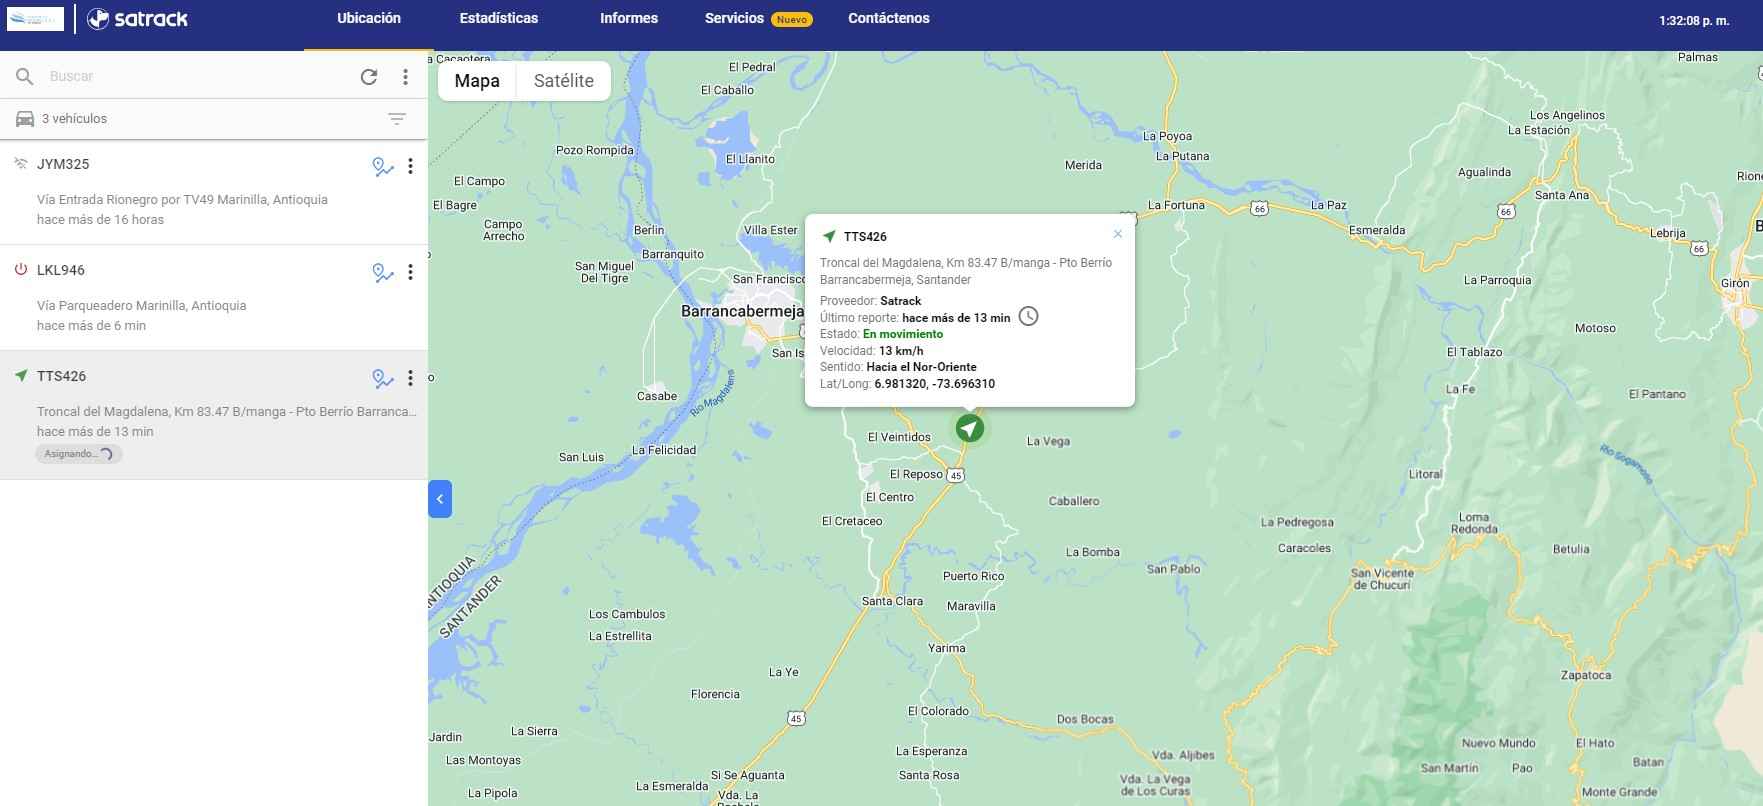 satrack
Ubicación
Estadísticas
Informes
Servicios Nuevo
Contáctenos
1:32:08 p. m.
Buscar
3 vehículos
JYM325
Vía Entrada Rionegro por TV49 Marinilla, Antioquia
hace más de 16 horas
LKL946
Vía Parqueadero Marinilla, Antioquia
hace más de 6 min
TTS426
Troncal del Magdalena, Km 83.47 B/manga - Pto Berrío Barranca...
hace más de 13 min
Asignando...
Mapa
Satélite
TTS426
Troncal del Magdalena, Km 83.47 B/manga - Pto Berrío
Barrancabermeja, Santander
Proveedor: Satrack
Último reporte: hace más de 13 min
Estado: En movimiento
Velocidad: 13 km/h
Sentido: Hacia el Nor-Oriente
Lat/Long: 6.981320, -73.696310
a Cacaotera
El Pedral
El Caballo
Palmas
Los Angelinos
La Estación
La Poyoa
La Putana
Pozo Rompida
El Llanito
Merida
Agualinda
El Campo
Santa Ana
El Bagre
La Fortuna
66
La Paz
66
Campo
Arrecho
Berlin
Villa Ester
Esmeralda
Lebrija
66
Barranquito
San Miguel
Del Tigre
San Francisco
La Parroquia
Girón
Barrancabermeja
Motoso
San Is
El Tablazo
Casabe
Rio Magdalena
La Fe
El Pantano
El Veintidos
La Vega
San Luis
La Felicidad
Rio Sogamoso
El Reposo
45
Litoral
El Centro
Caballero
El Cretaceo
La Pedregosa
Loma
Redonda
Caracoles
Betulia
La Bomba
San Pablo
San Vicente
de Chucurí
NTIOQUIA
SANTANDER
Puerto Rico
Santa Clara
Maravilla
Los Cambulos
La Estrellita
Yarima
La Ye
Zapatoca
Florencia
El Colorado
45
Dos Bocas
Jardin
La Sierra
Nuevo Mundo
El Hato
Las Montoyas
La Esperanza
Vda. Aljibes
Batan
San Martin
Pao
Si Se Aguanta
Santa Rosa
La Esmeralda
Vda. La Vega
de Los Curas
La Pipola
Vda. La
Monte Grande